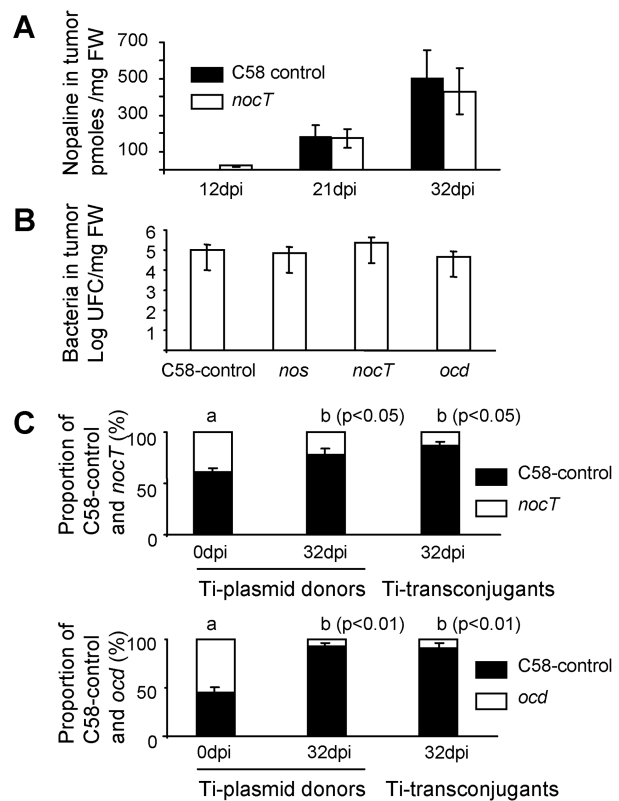 A
Nopaline in tumor
pmoles /mg FW
700
500
300
100
C58 control
nocT
12dpi 21dpi 32dpi
B
Bacteria in tumor
Log UFC/mg FW
6
5
4
3
2
1
C58-control nos nocT ocd
C
Proportion of
C58-control
and nocT (%)
100
50
0
a b (p<0.05) b (p<0.05)
C58-control
nocT
0dpi 32dpi 32dpi
Ti-plasmid donors Ti-transconjugants
Proportion of
C58-control
and ocd (%)
100
50
0
a b (p<0.01) b (p<0.01)
C58-control
ocd
0dpi 32dpi 32dpi
Ti-plasmid donors Ti-transconjugants